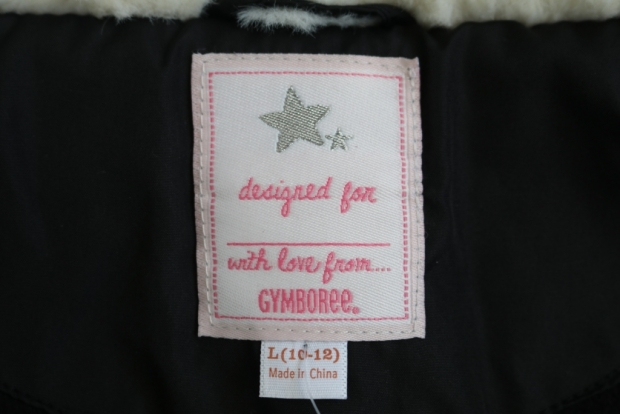 designed for
with love from....
GYMBOREE.
L(10-12)
Made in China